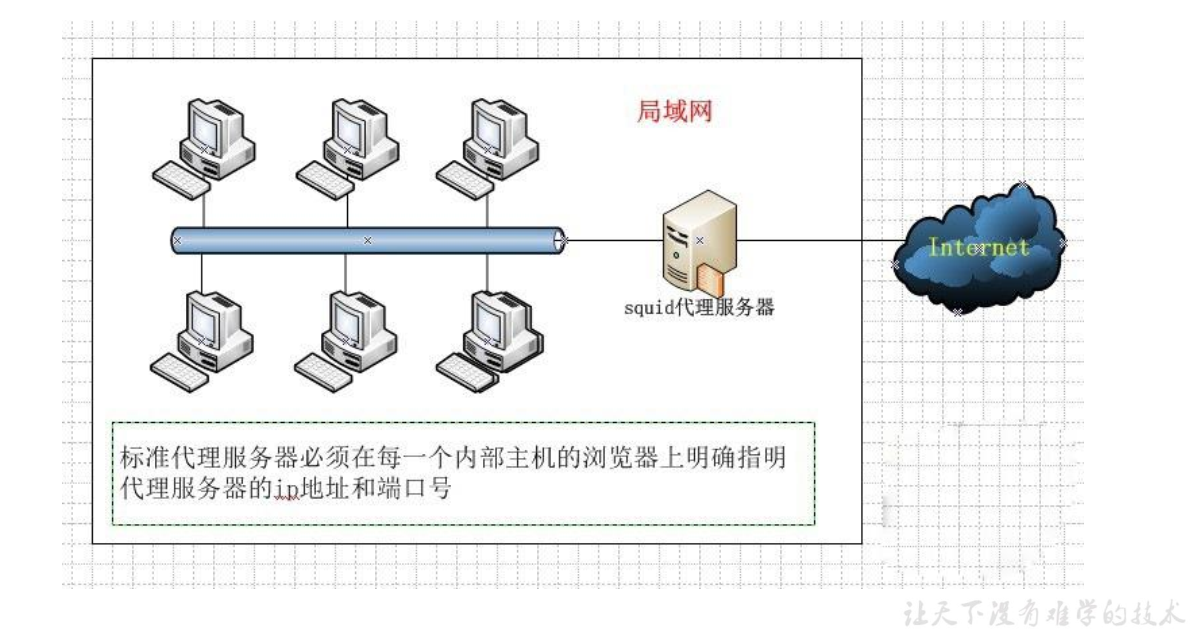 局域网
Internet
squid代理服务器
标准代理服务器必须在每一个内部主机的浏览器上明确指明
代理服务器的ip地址和端口号
让天下没有难学的技术